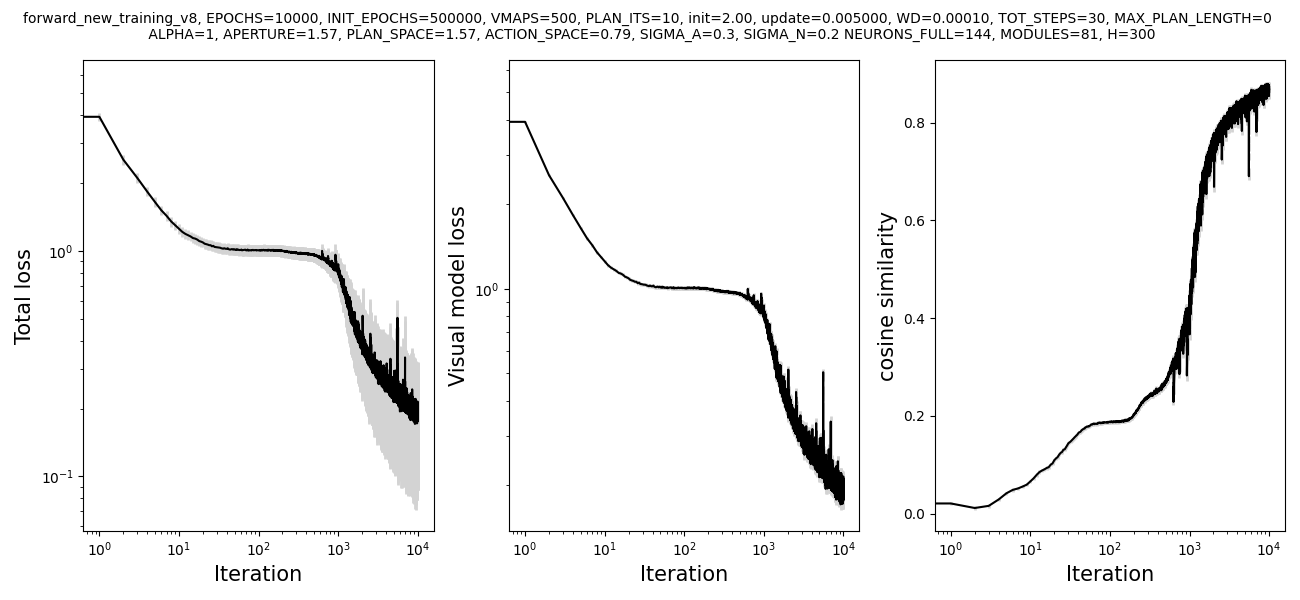 forward_new_training_v8, EPOCHS=10000, INIT_EPOCHS=500000, VMAPS=500, PLAN_ITS=10, init=2.00, update=0.005000, WD=0.00010, TOT_STEPS=30, MAX_PLAN_LENGTH=0
ALPHA=1, APERTURE=1.57, PLAN_SPACE=1.57, ACTION_SPACE=0.79, SIGMA_A=0.3, SIGMA_N=0.2 NEURONS_FULL=144, MODULES=81, H=300
Total loss
10⁰
10⁻¹
10⁰
10¹
10²
10³
10⁴
Iteration
Visual model loss
10⁰
10⁰
10¹
10²
10³
10⁴
Iteration
cosine similarity
0.8
0.6
0.4
0.2
0.0
10⁰
10¹
10²
10³
10⁴
Iteration